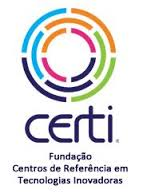 certi®
Fundação
Centros de Referência em
Tecnologias Inovadoras